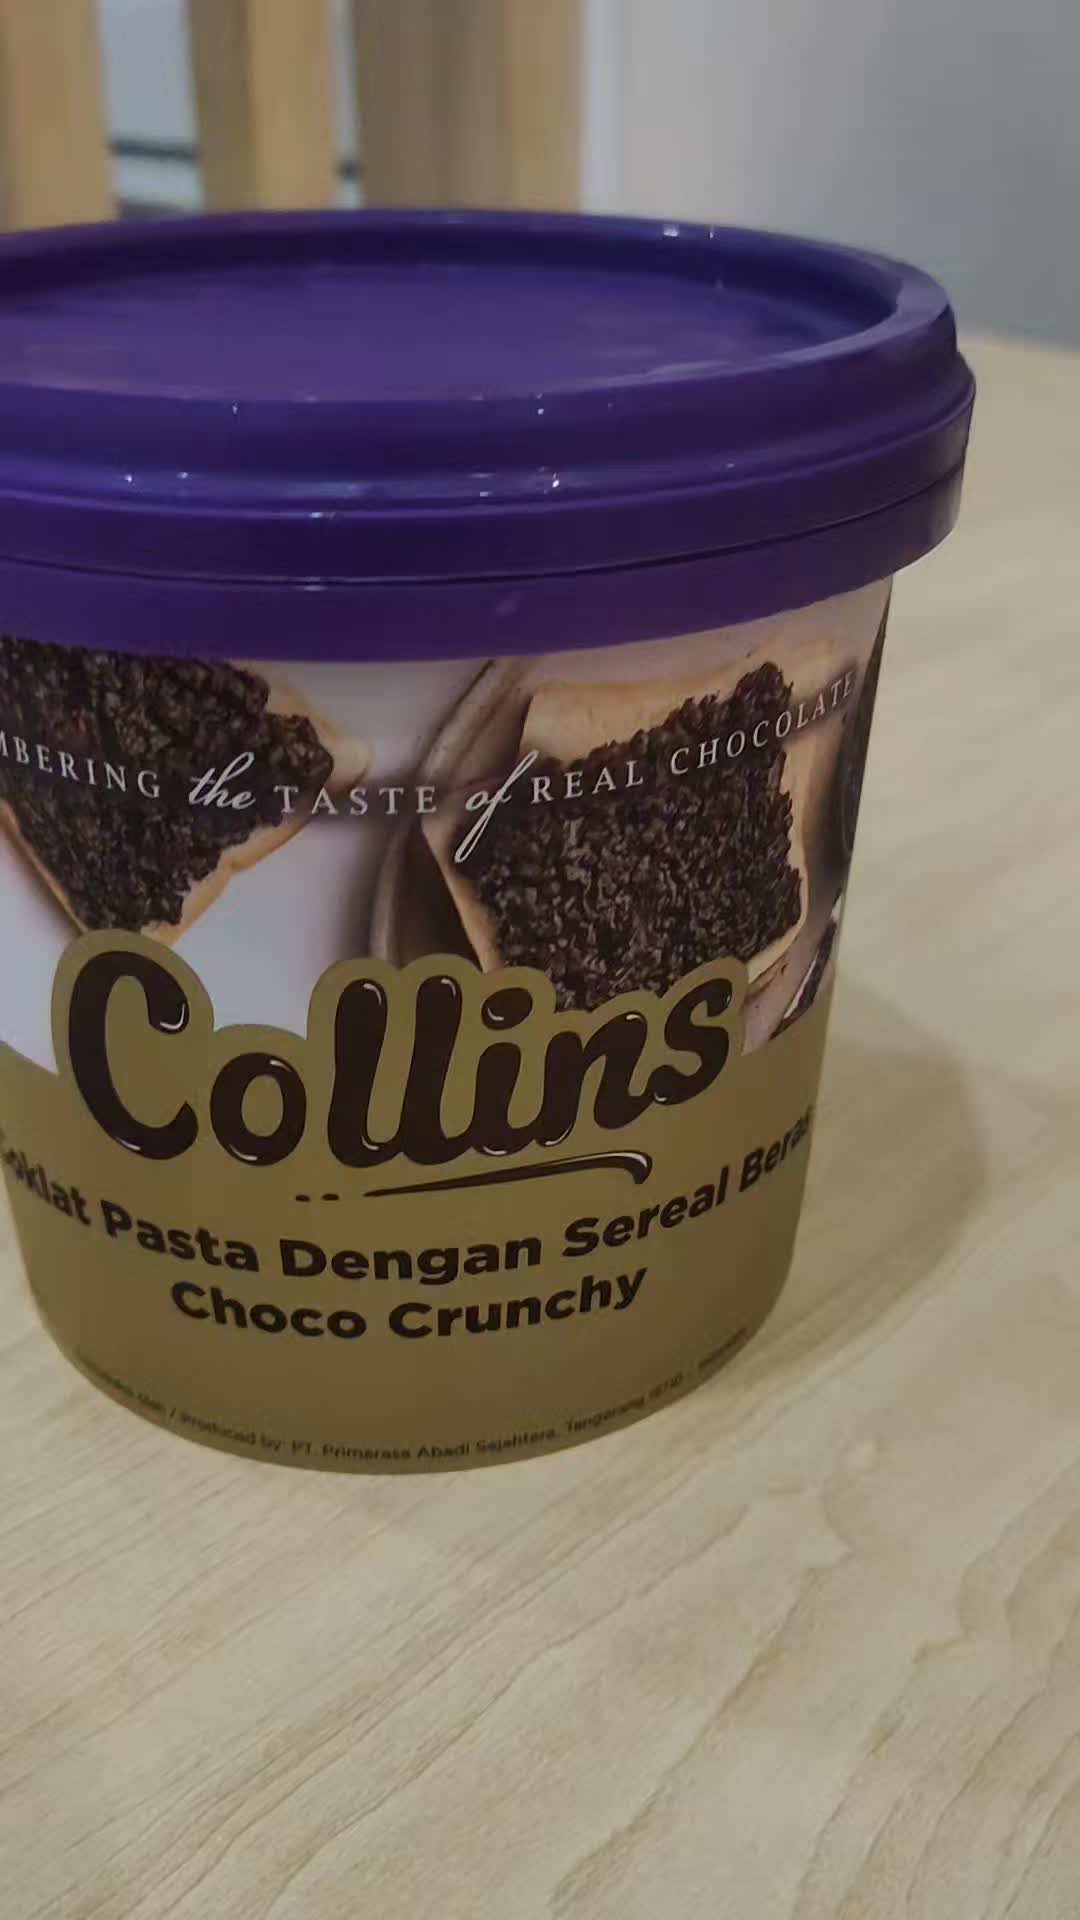 MBERING the TASTE of REAL CHOCOLATE
Collins
oklat Pasta Dengan Sereal Beras
Choco Crunchy
/ Produced by: PT. Primarasa Abadi Sejahtera, Tangerang